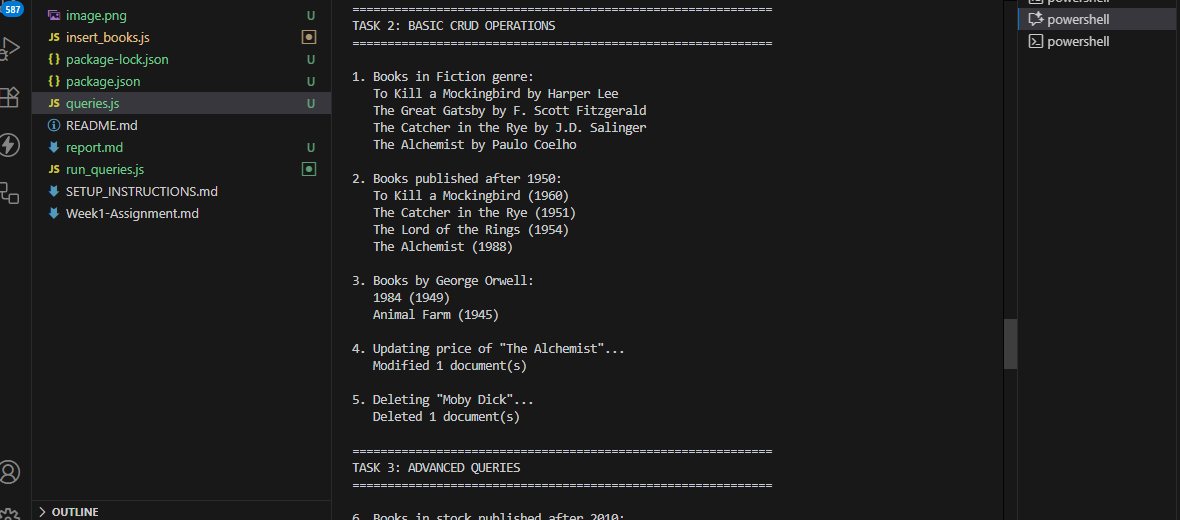 587
image.png U
JS insert_books.js
{} package-lock.json U
{} package.json U
JS queries.js U
README.md
report.md U
JS run_queries.js
SETUP_INSTRUCTIONS.md
Week1-Assignment.md
OUTLINE
============================================================
TASK 2: BASIC CRUD OPERATIONS
============================================================
1. Books in Fiction genre:
To Kill a Mockingbird by Harper Lee
The Great Gatsby by F. Scott Fitzgerald
The Catcher in the Rye by J.D. Salinger
The Alchemist by Paulo Coelho
2. Books published after 1950:
To Kill a Mockingbird (1960)
The Catcher in the Rye (1951)
The Lord of the Rings (1954)
The Alchemist (1988)
3. Books by George Orwell:
1984 (1949)
Animal Farm (1945)
4. Updating price of "The Alchemist"...
Modified 1 document(s)
5. Deleting "Moby Dick"...
Deleted 1 document(s)
============================================================
TASK 3: ADVANCED QUERIES
============================================================
6. Books in stock published after 2010:
powershell
powershell
powershell